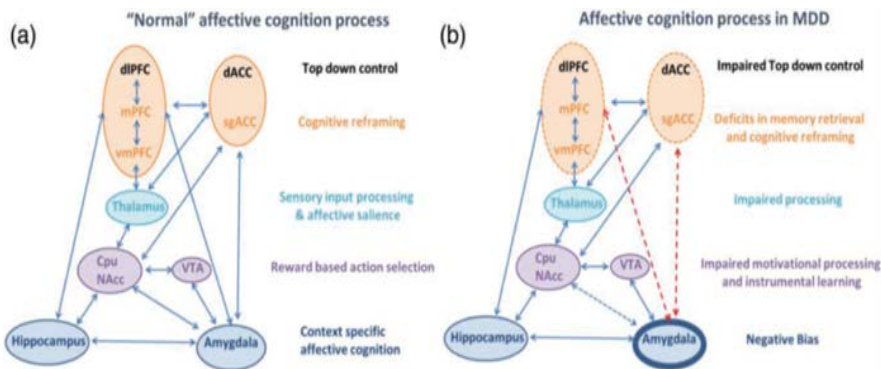 (a)
"Normal" affective cognition process
dlPFC
mPFC
vmPFC
dACC
sgACC
Top down control
Cognitive reframing
Thalamus
Sensory input processing
& affective salience
Cpu
NAcc
VTA
Reward based action selection
Hippocampus
Amygdala
Context specific
affective cognition
(b)
Affective cognition process in MDD
dlPFC
mPFC
vmPFC
dACC
sgACC
Impaired Top down control
Deficits in memory retrieval
and cognitive reframing
Thalamus
Impaired processing
Cpu
NAcc
VTA
Impaired motivational processing
and instrumental learning
Hippocampus
Amygdala
Negative Bias